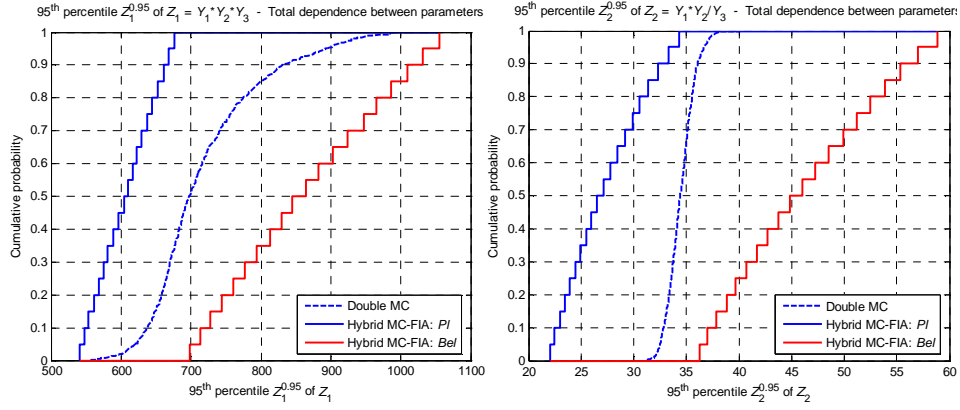 95th percentile Z1^0.95 of Z1 = Y1*Y2*Y3 - Total dependence between parameters
1
0.9
0.8
0.7
0.6
0.5
0.4
0.3
0.2
0.1
0
Cumulative probability
Double MC
Hybrid MC-FIA: Pl
Hybrid MC-FIA: Bel
500 600 700 800 900 1000 1100
95th percentile Z1^0.95 of Z1
95th percentile Z2^0.95 of Z2 = Y1*Y2/Y3 - Total dependence between parameters
1
0.9
0.8
0.7
0.6
0.5
0.4
0.3
0.2
0.1
0
Cumulative probability
Double MC
Hybrid MC-FIA: Pl
Hybrid MC-FIA: Bel
20 25 30 35 40 45 50 55 60
95th percentile Z2^0.95 of Z2